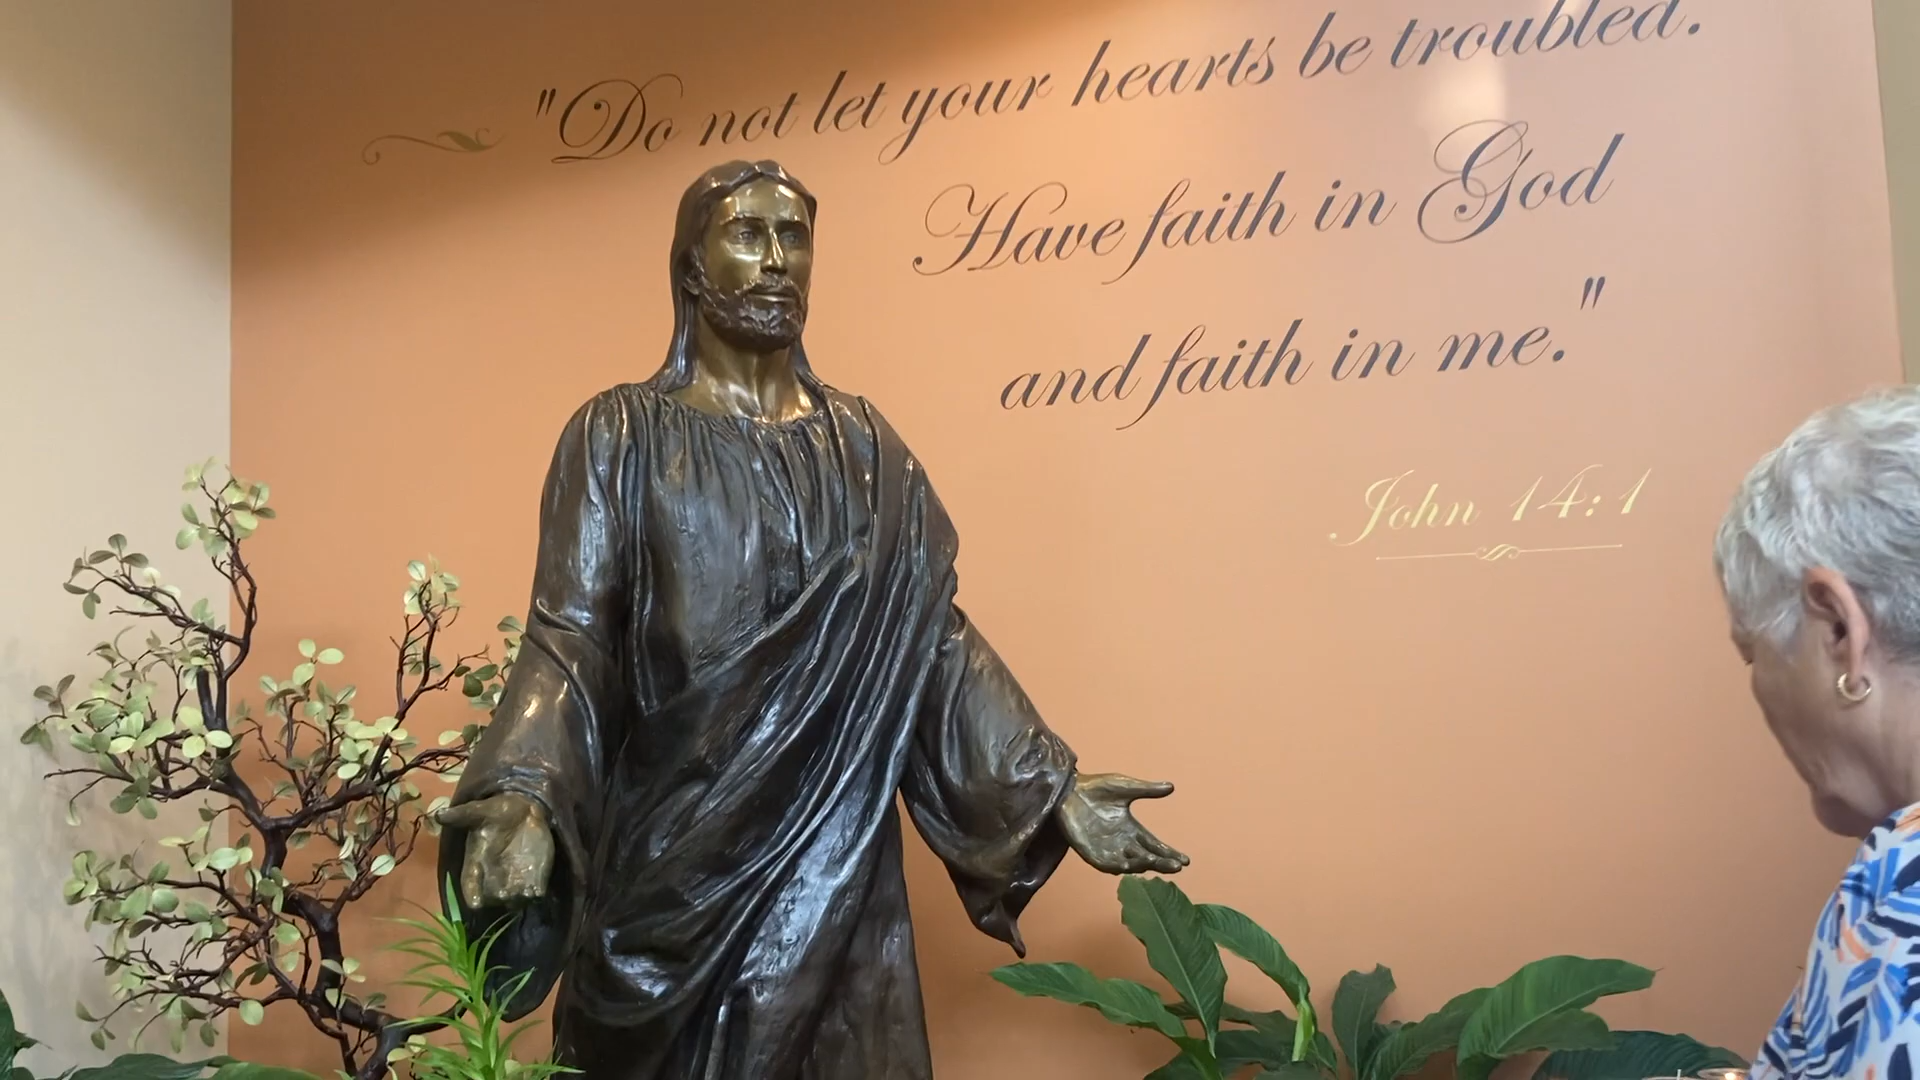 "Do not let your hearts be troubled.
Have faith in God
and faith in me."
John 14:1